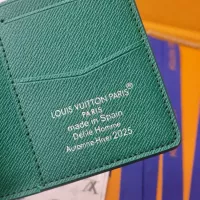 LOUIS VUITTON PARIS®
PARIS
made in Spain
Défilé Homme
Automne-Hiver 2025